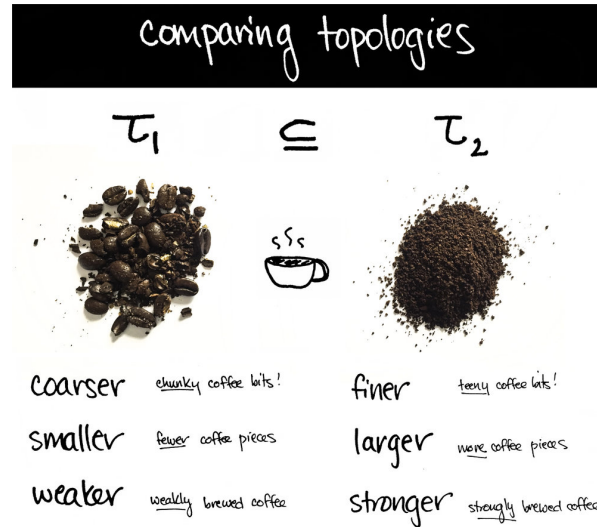 comparing topologies
τ₁ ⊆ τ₂
coarser chunky coffee bits! finer teeny coffee bits!
smaller fewer coffee pieces larger more coffee pieces
weaker weakly brewed coffee stronger strongly brewed coffee